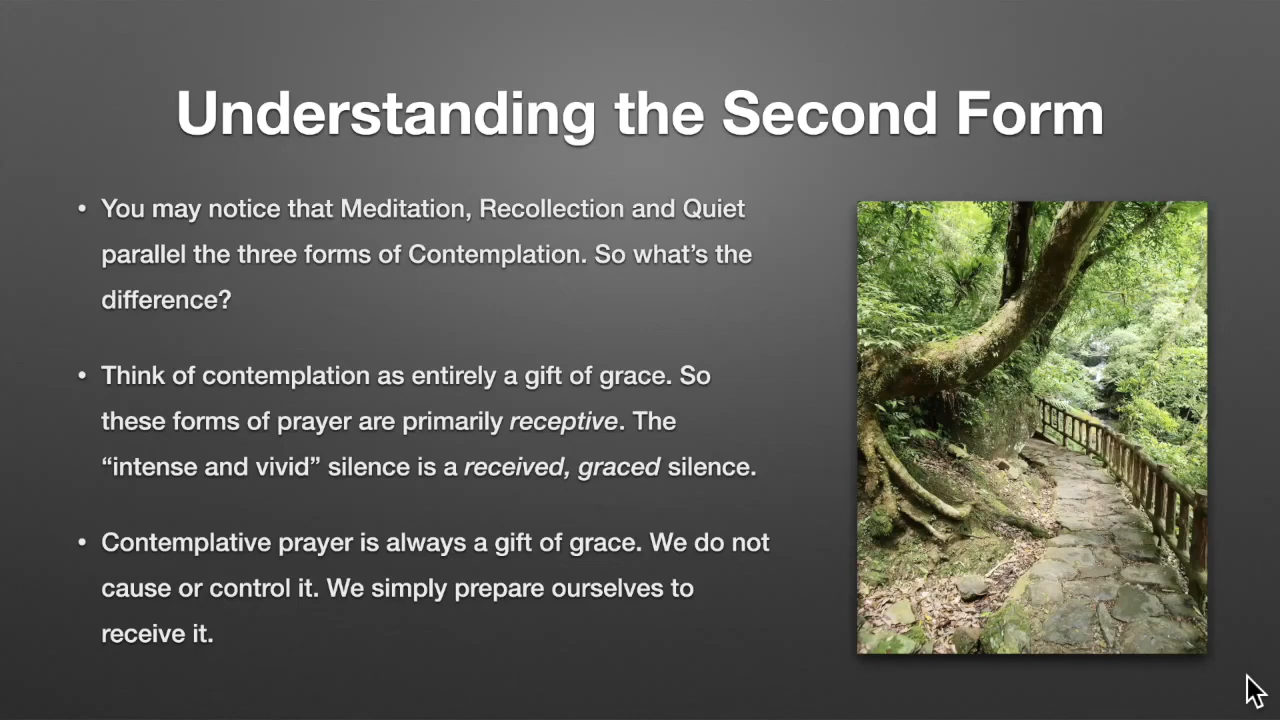 Understanding the Second Form
• You may notice that Meditation, Recollection and Quiet
parallel the three forms of Contemplation. So what’s the
difference?
• Think of contemplation as entirely a gift of grace. So
these forms of prayer are primarily receptive. The
“intense and vivid” silence is a received, graced silence.
• Contemplative prayer is always a gift of grace. We do not
cause or control it. We simply prepare ourselves to
receive it.